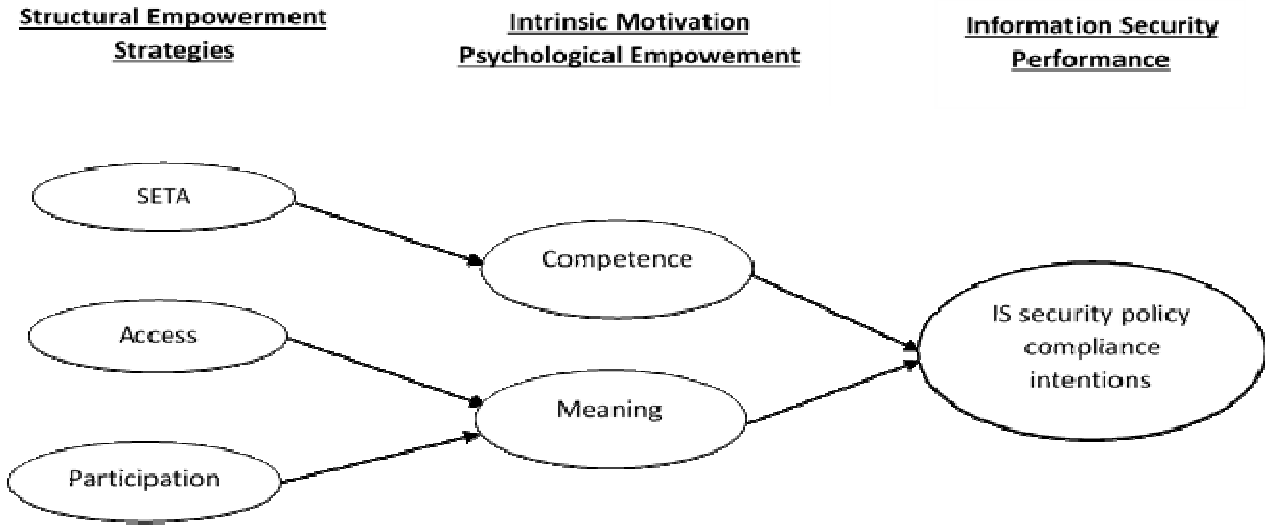 Structural Empowerment
Strategies
Intrinsic Motivation
Psychological Empowement
Information Security
Performance
SETA
Competence
IS security policy
compliance
intentions
Access
Meaning
Participation